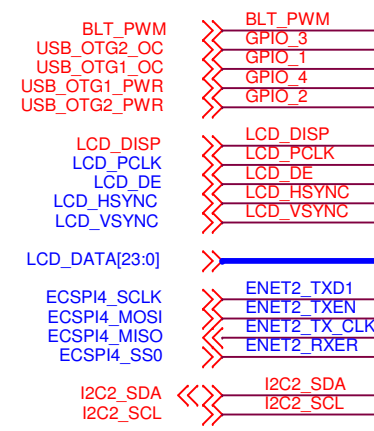 BLT_PWM BLT_PWM
USB_OTG2_OC GPIO_3
USB_OTG1_OC GPIO_1
USB_OTG1_PWR GPIO_4
USB_OTG2_PWR GPIO_2
LCD_DISP LCD_DISP
LCD_PCLK LCD_PCLK
LCD_DE LCD_DE
LCD_HSYNC LCD_HSYNC
LCD_VSYNC LCD_VSYNC
LCD_DATA[23:0]
ECSPI4_SCLK ENET2_TXD1
ECSPI4_MOSI ENET2_TXEN
ECSPI4_MISO ENET2_TX_CLK
ECSPI4_SS0 ENET2_RXER
I2C2_SDA I2C2_SDA
I2C2_SCL I2C2_SCL